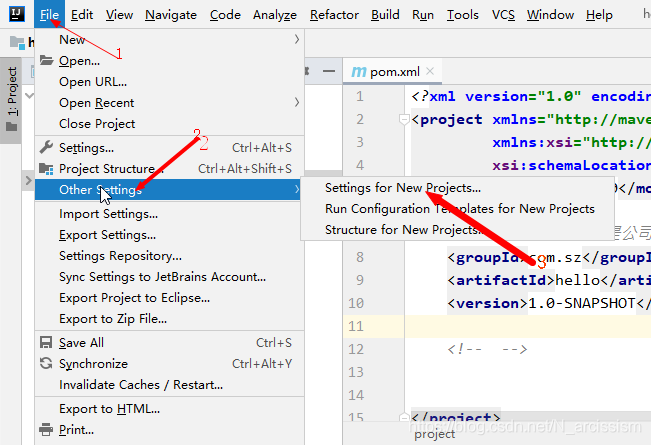 File Edit View Navigate Code Analyze Refactor Build Run Tools VCS Window Help
1
New
Open...
Open URL...
Open Recent
Close Project
Settings... Ctrl+Alt+S
Project Structure... Ctrl+Alt+Shift+S
2
Other Settings
Import Settings...
Export Settings...
Settings Repository...
Sync Settings to JetBrains Account...
Export Project to Eclipse...
Export to Zip File...
Save All Ctrl+S
Synchronize Ctrl+Alt+Y
Invalidate Caches / Restart...
Export to HTML...
Print...
1: Project
Settings for New Projects...
Run Configuration Templates for New Projects
Structure for New Projects...
3
pom.xml
1 <?xml version="1.0" encoding
2 <project xmlns="http://mave
3 xmlns:xsi="http://
4 xsi:schemaLocation
0</mo
公司
8 <groupId>com.sz</groupI
9 <artifactId>hello</arti
10 <version>1.0-SNAPSHOT</
11
12 <!-- -->
15 </project>
project
https://blog.csdn.net/N_arcissism